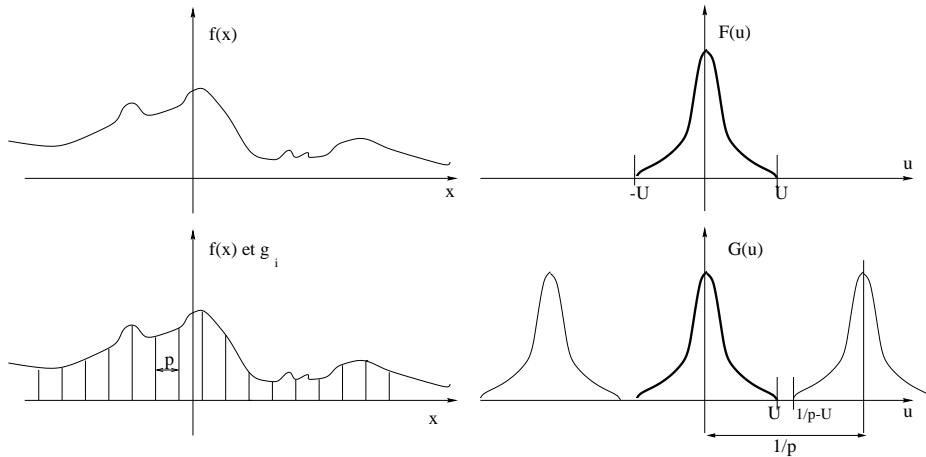 f(x)
x
F(u)
u
-U
U
f(x) et g i
p
x
G(u)
U
1/p-U
u
1/p